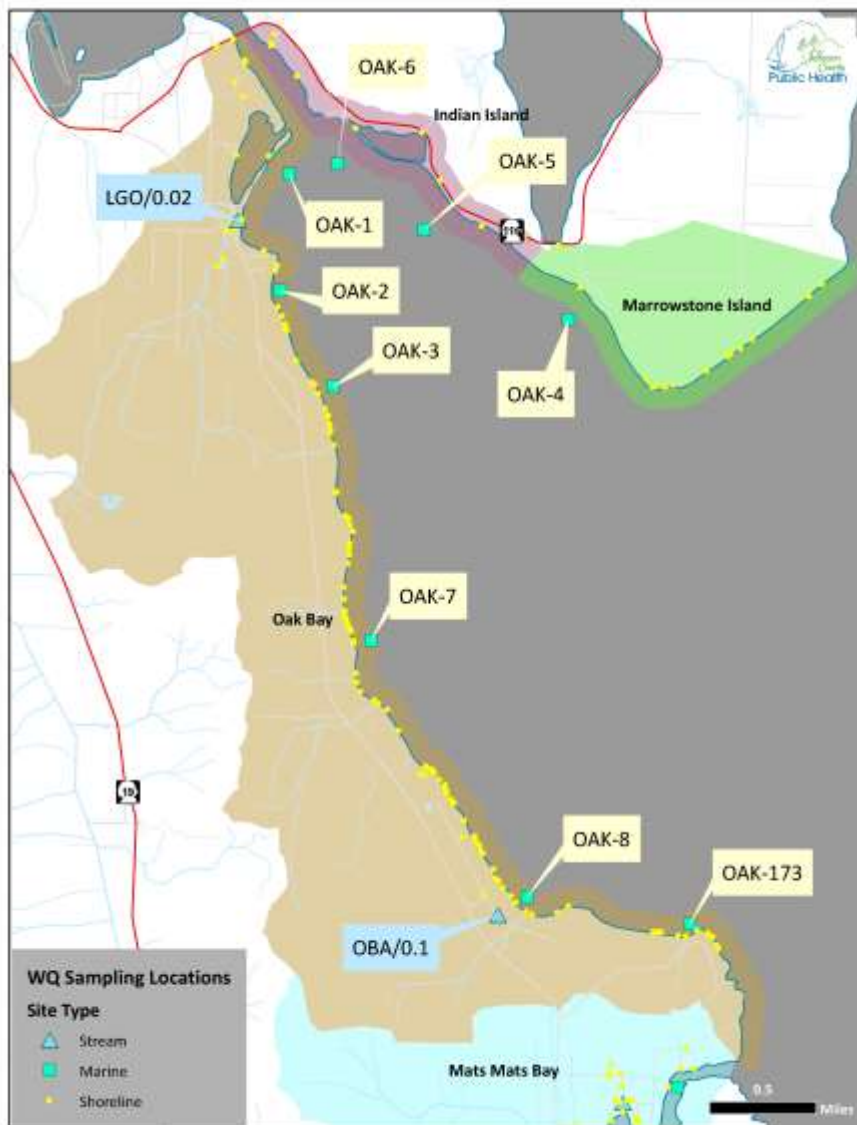 Jefferson County
Public Health
OAK-6
Indian Island
OAK-5
LGO/0.02
OAK-1
116
OAK-2
Marrowstone Island
OAK-3
OAK-4
OAK-7
Oak Bay
19
OAK-8
OAK-173
OBA/0.1
WQ Sampling Locations
Site Type
Stream
Marine
Shoreline
Mats Mats Bay
0.5
Miles